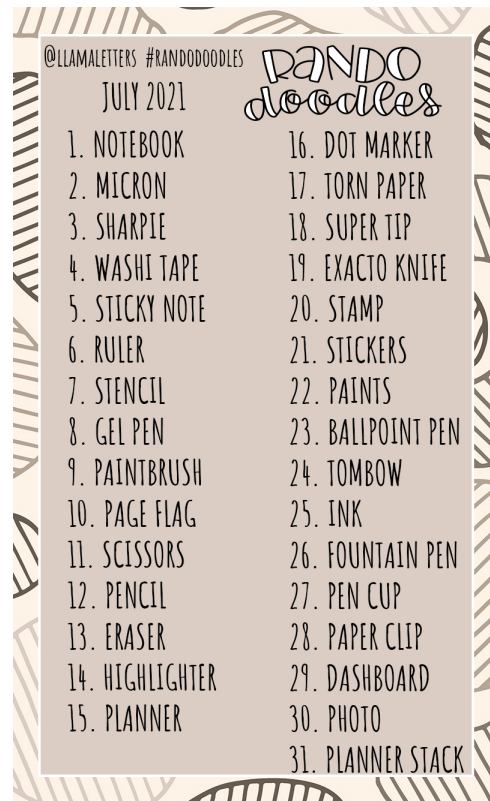 @LLAMALETTERS #RANDODOODLES
JULY 2021
RANDO
doodles
1. NOTEBOOK
2. MICRON
3. SHARPIE
4. WASHI TAPE
5. STICKY NOTE
6. RULER
7. STENCIL
8. GEL PEN
9. PAINTBRUSH
10. PAGE FLAG
11. SCISSORS
12. PENCIL
13. ERASER
14. HIGHLIGHTER
15. PLANNER
16. DOT MARKER
17. TORN PAPER
18. SUPER TIP
19. EXACTO KNIFE
20. STAMP
21. STICKERS
22. PAINTS
23. BALLPOINT PEN
24. TOMBOW
25. INK
26. FOUNTAIN PEN
27. PEN CUP
28. PAPER CLIP
29. DASHBOARD
30. PHOTO
31. PLANNER STACK